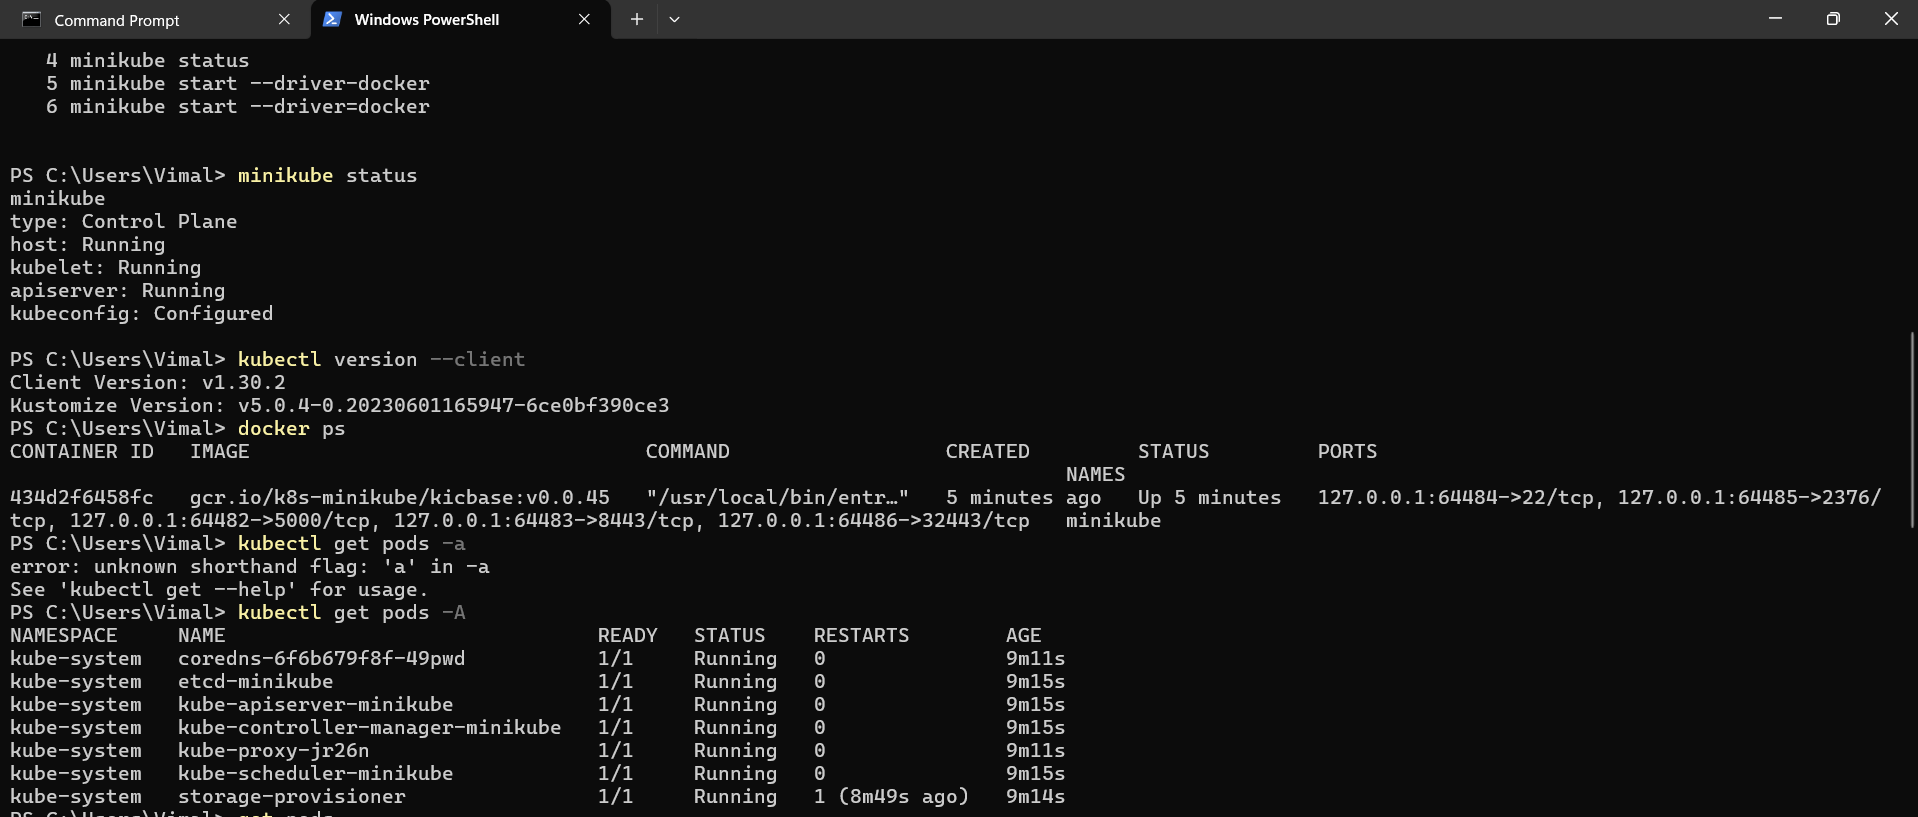 Command Prompt
Windows PowerShell
4 minikube status
5 minikube start --driver-docker
6 minikube start --driver=docker
PS C:\Users\Vimal> minikube status
minikube
type: Control Plane
host: Running
kubelet: Running
apiserver: Running
kubeconfig: Configured
PS C:\Users\Vimal> kubectl version --client
Client Version: v1.30.2
Kustomize Version: v5.0.4-0.20230601165947-6ce0bf390ce3
PS C:\Users\Vimal> docker ps
CONTAINER ID   IMAGE                                 COMMAND                  CREATED         STATUS         PORTS
NAMES
434d2f6458fc   gcr.io/k8s-minikube/kicbase:v0.0.45   "/usr/local/bin/entr…"   5 minutes ago   Up 5 minutes   127.0.0.1:64484->22/tcp, 127.0.0.1:64485->2376/
tcp, 127.0.0.1:64482->5000/tcp, 127.0.0.1:64483->8443/tcp, 127.0.0.1:64486->32443/tcp   minikube
PS C:\Users\Vimal> kubectl get pods -a
error: unknown shorthand flag: 'a' in -a
See 'kubectl get --help' for usage.
PS C:\Users\Vimal> kubectl get pods -A
NAMESPACE     NAME                               READY   STATUS    RESTARTS        AGE
kube-system   coredns-6f6b679f8f-49pwd           1/1     Running   0               9m11s
kube-system   etcd-minikube                      1/1     Running   0               9m15s
kube-system   kube-apiserver-minikube            1/1     Running   0               9m15s
kube-system   kube-controller-manager-minikube   1/1     Running   0               9m15s
kube-system   kube-proxy-jr26n                   1/1     Running   0               9m11s
kube-system   kube-scheduler-minikube            1/1     Running   0               9m15s
kube-system   storage-provisioner                1/1     Running   1 (8m49s ago)   9m14s
PS C:\Users\Vimal> get pods